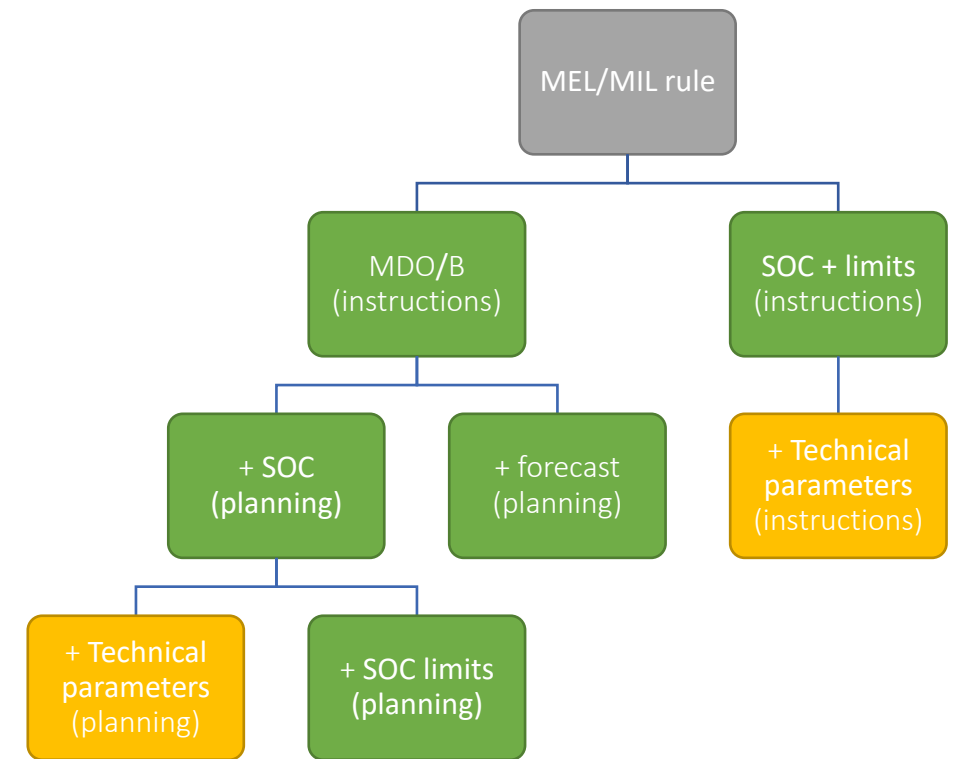 MEL/MIL rule
MDO/B
(instructions)
SOC + limits
(instructions)
+ SOC
(planning)
+ forecast
(planning)
+ Technical
parameters
(instructions)
+ Technical
parameters
(planning)
+ SOC limits
(planning)